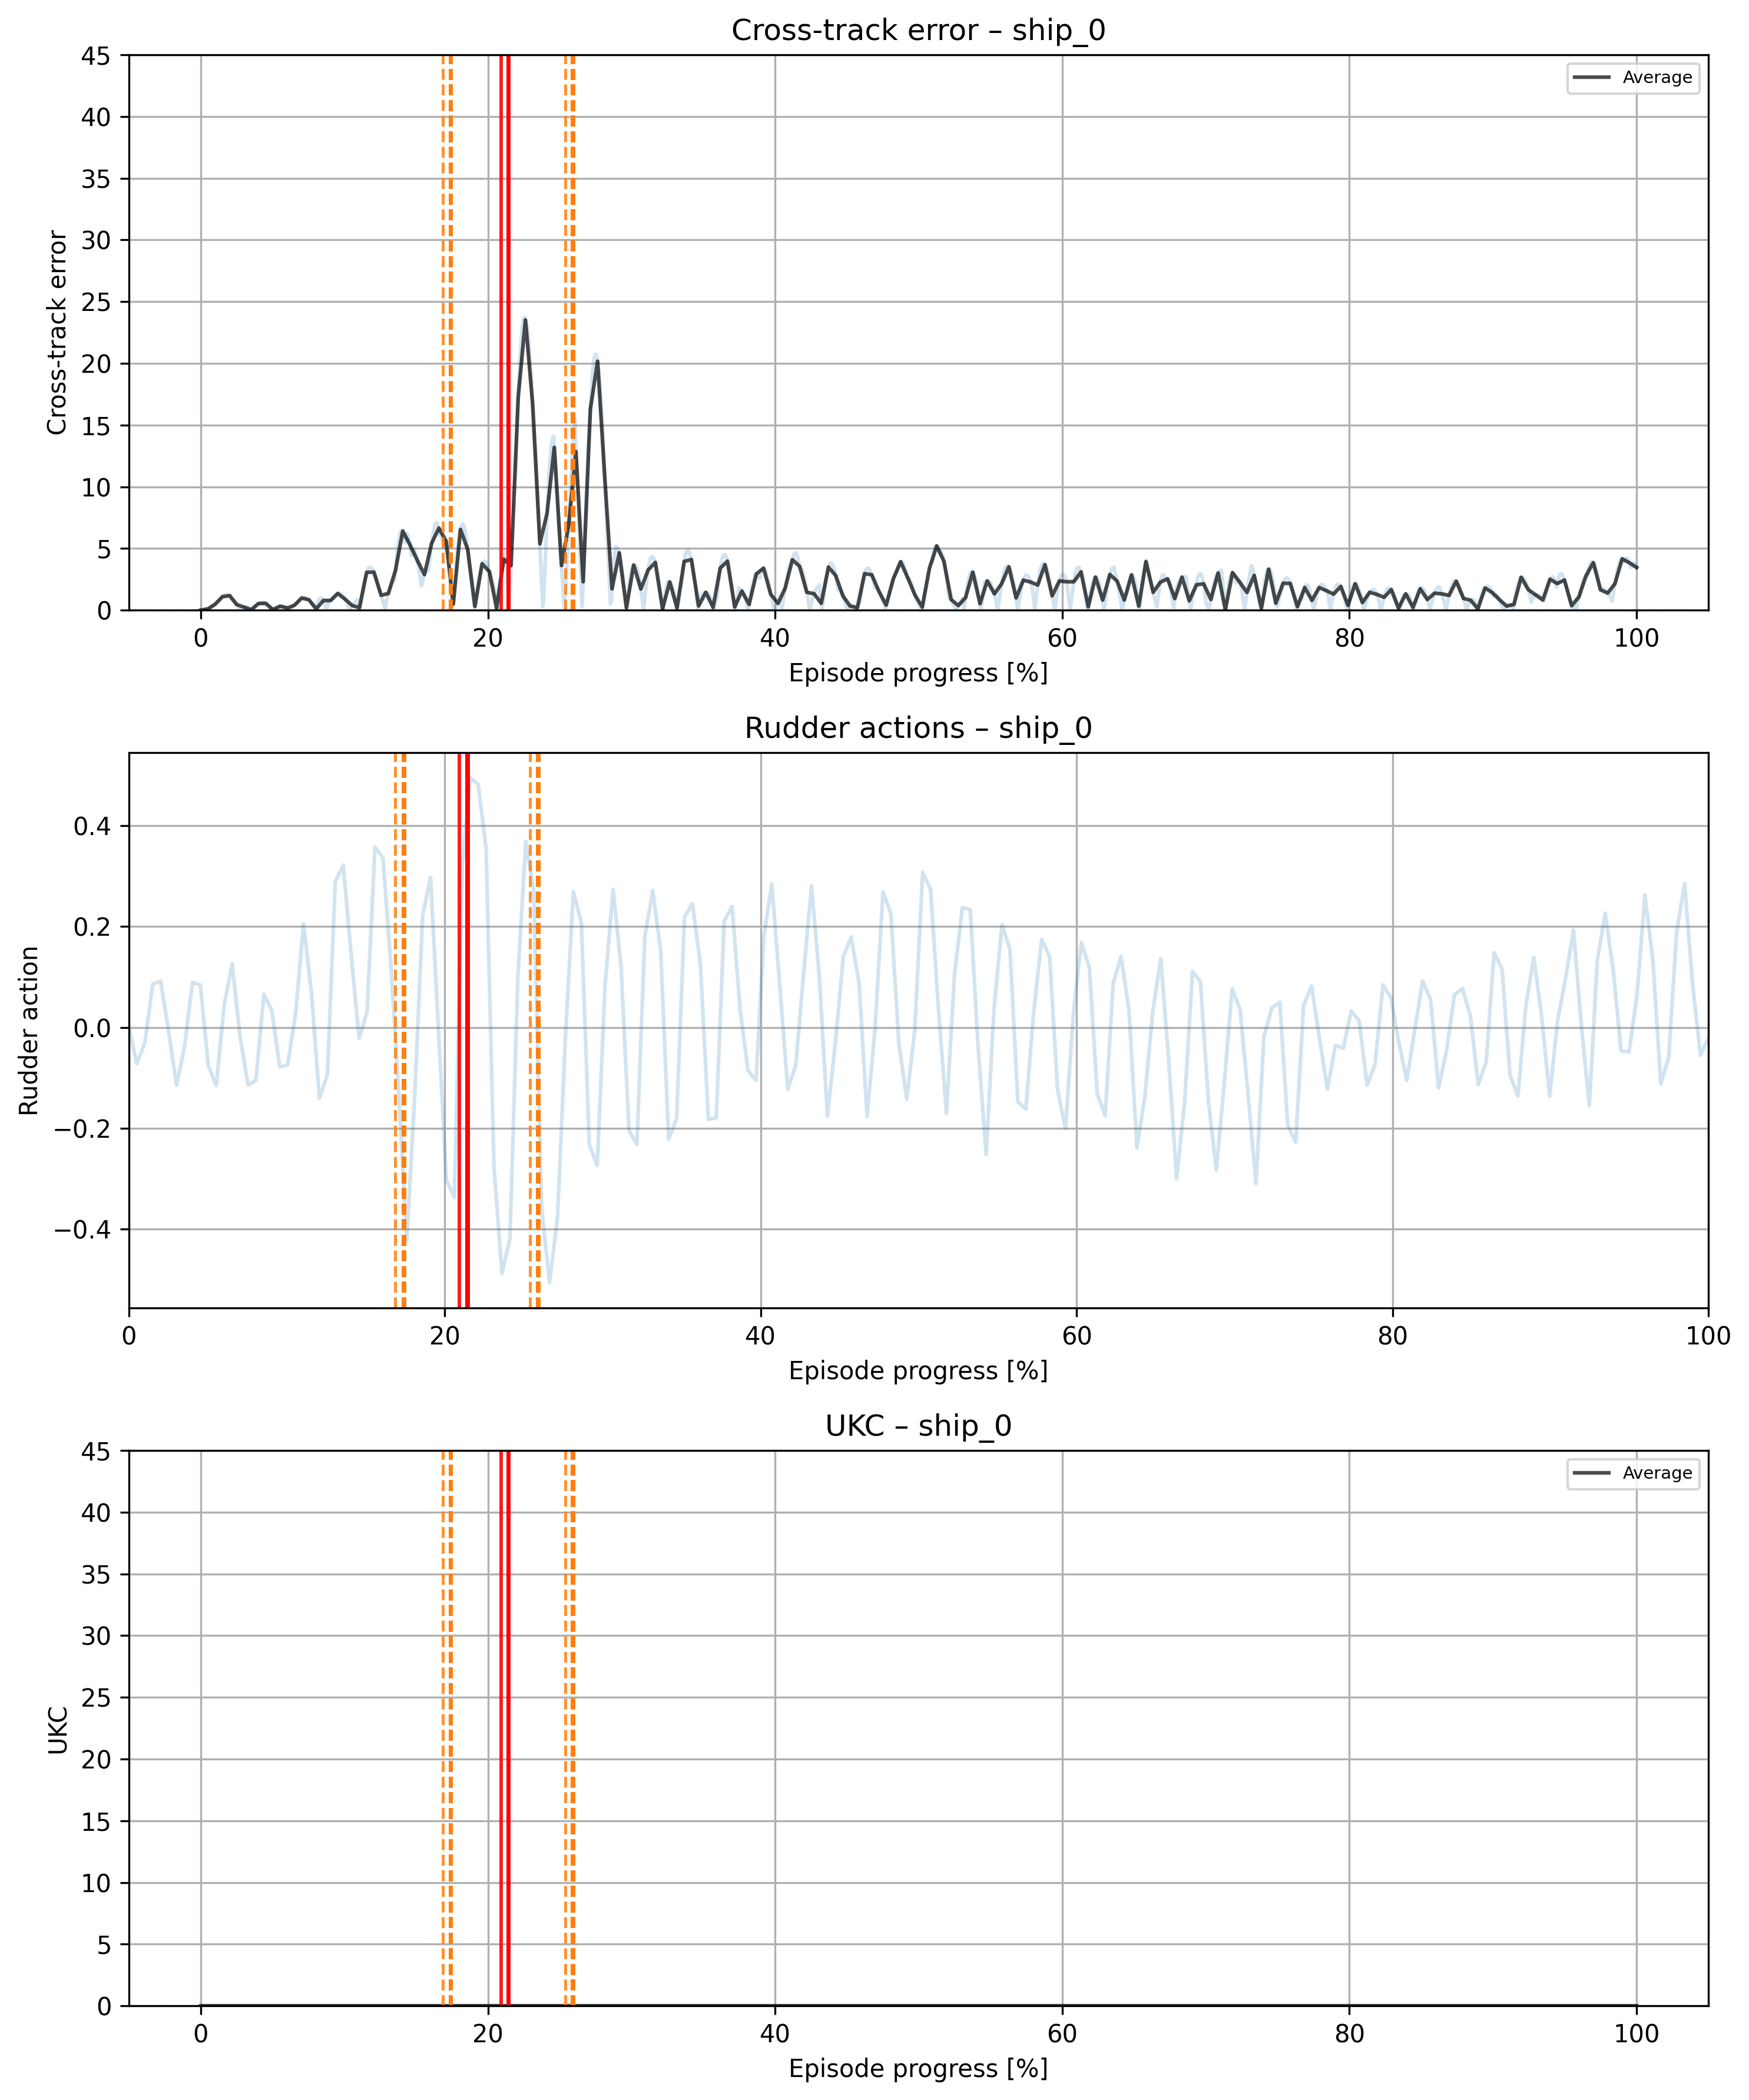 Cross-track error – ship_0
45
40
35
30
25
20
15
10
5
0
Cross-track error
Average
0 20 40 60 80 100
Episode progress [%]
Rudder actions – ship_0
0.4
0.2
0.0
−0.2
−0.4
Rudder action
0 20 40 60 80 100
Episode progress [%]
UKC – ship_0
45
40
35
30
25
20
15
10
5
0
UKC
Average
0 20 40 60 80 100
Episode progress [%]